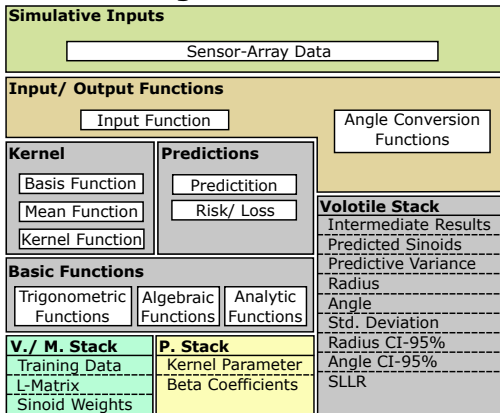 Simulative Inputs
Sensor-Array Data
Input/ Output Functions
Input Function
Angle Conversion
Functions
Kernel
Basis Function
Mean Function
Kernel Function
Predictions
Predictition
Risk/ Loss
Basic Functions
Trigonometric
Functions
Algebraic
Functions
Analytic
Functions
Volotile Stack
Intermediate Results
Predicted Sinoids
Predictive Variance
Radius
Angle
Std. Deviation
Radius CI-95%
Angle CI-95%
SLLR
V./ M. Stack
Training Data
L-Matrix
Sinoid Weights
P. Stack
Kernel Parameter
Beta Coefficients